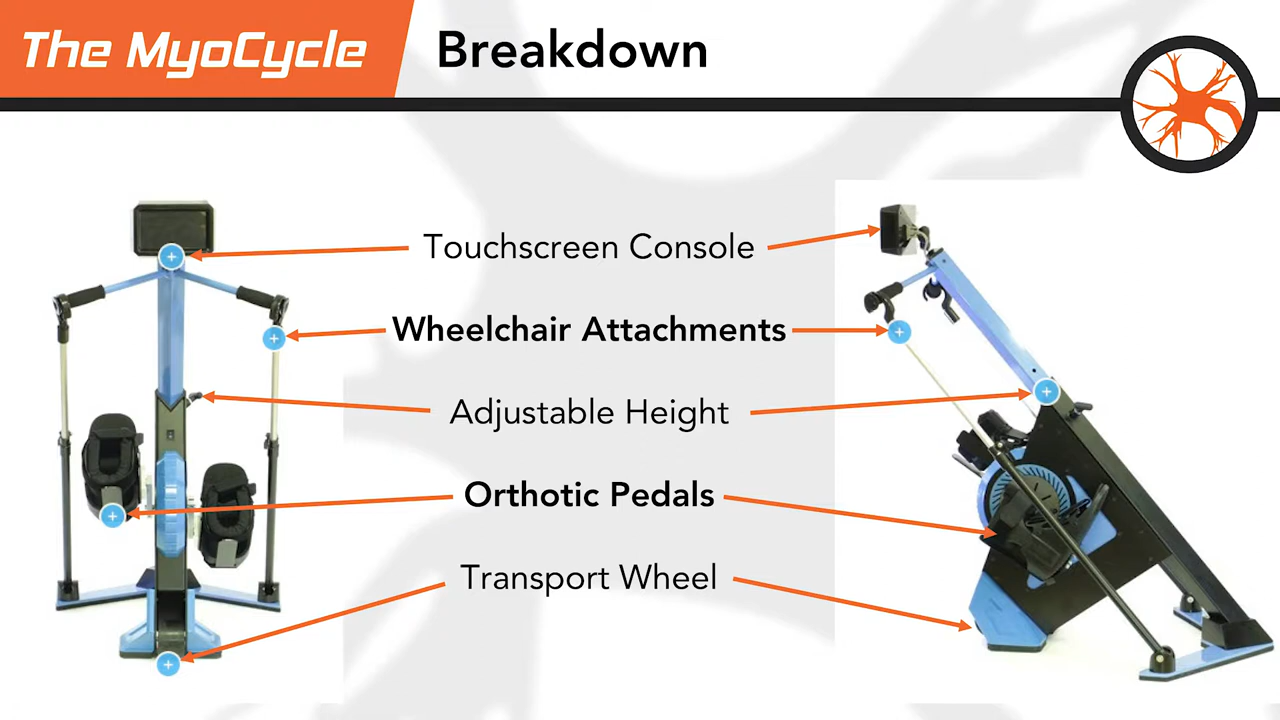 The MyoCycle
Breakdown
Touchscreen Console
Wheelchair Attachments
Adjustable Height
Orthotic Pedals
Transport Wheel